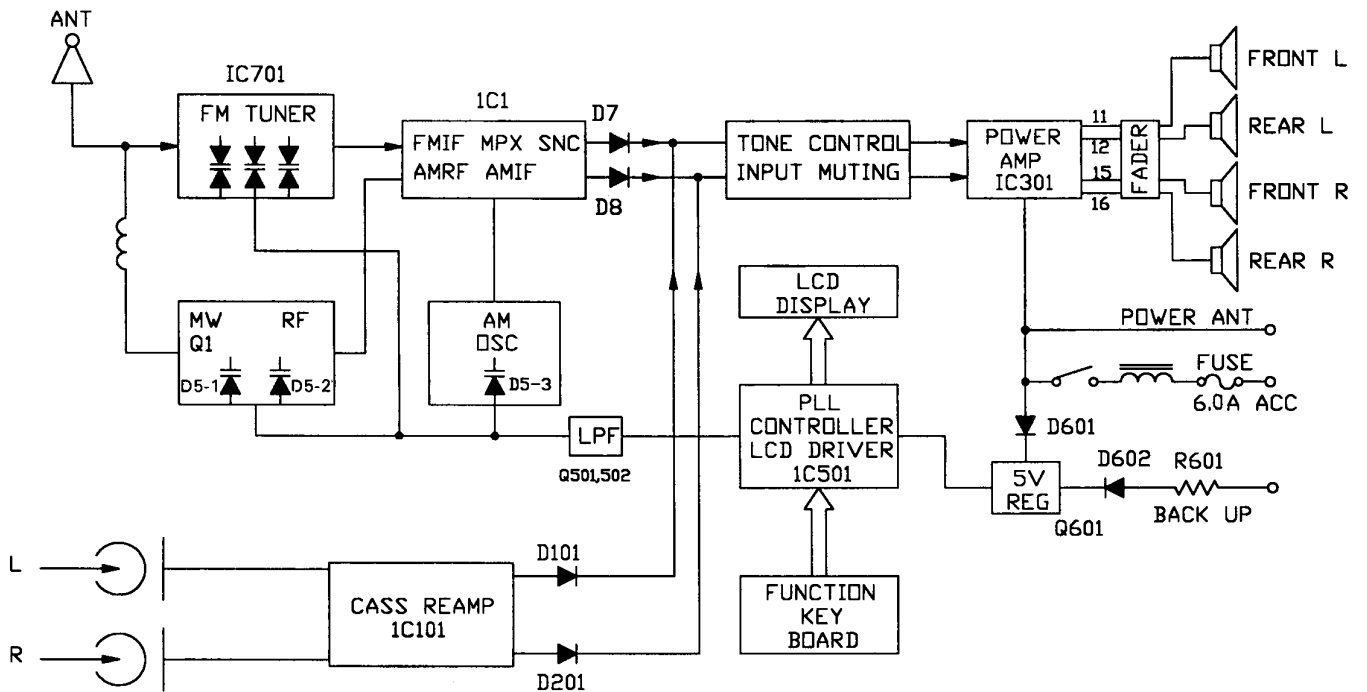 ANT
IC701
FM TUNER
1C1
FMIF MPX SNC
AMRF AMIF
D7
D8
TONE CONTROL
INPUT MUTING
POWER
AMP
IC301
11
12
15
16
FADER
FRONT L
REAR L
FRONT R
REAR R
MW RF
Q1
D5-1
D5-2
AM
OSC
D5-3
LCD
DISPLAY
POWER ANT
FUSE
6.0A ACC
PLL
CONTROLLER
LCD DRIVER
1C501
LPF
Q501,502
D601
5V
REG
Q601
D602
R601
BACK UP
L
R
CASS REAMP
1C101
D101
D201
FUNCTION
KEY
BOARD